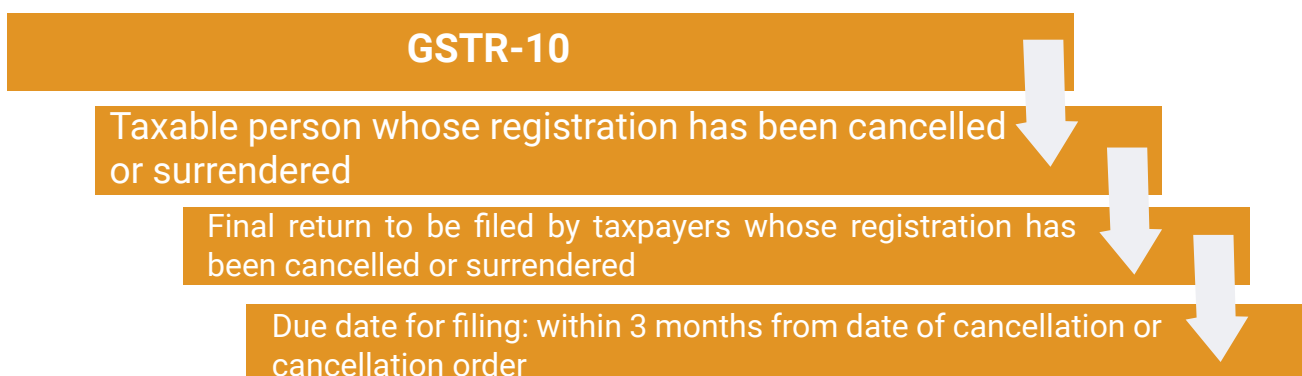 GSTR-10
Taxable person whose registration has been cancelled
or surrendered
Final return to be filed by taxpayers whose registration has
been cancelled or surrendered
Due date for filing: within 3 months from date of cancellation or
cancellation order